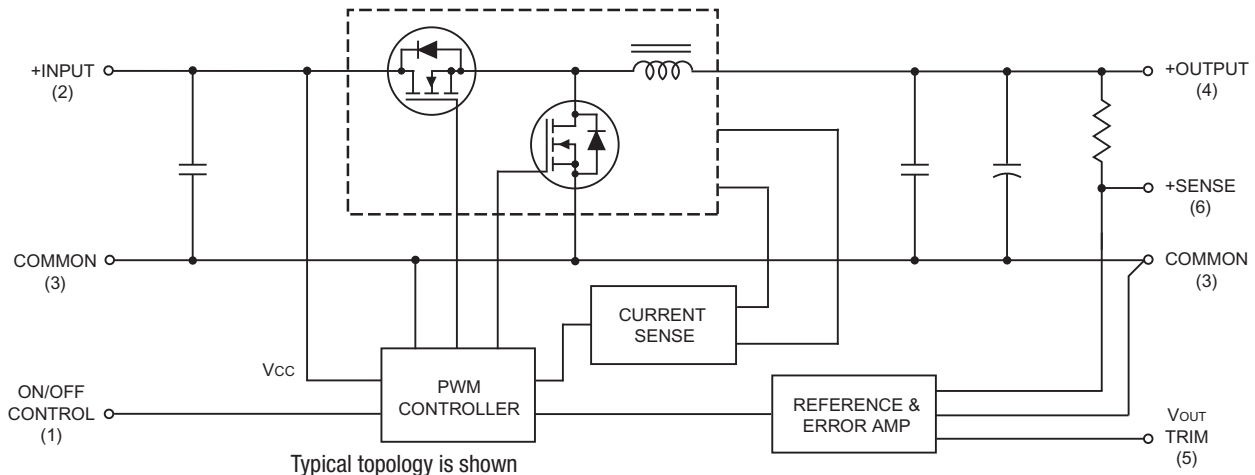 +INPUT
(2)
+OUTPUT
(4)
+SENSE
(6)
COMMON
(3)
COMMON
(3)
CURRENT
SENSE
VCC
PWM
CONTROLLER
ON/OFF
CONTROL
(1)
REFERENCE &
ERROR AMP
VOUT
TRIM
(5)
Typical topology is shown